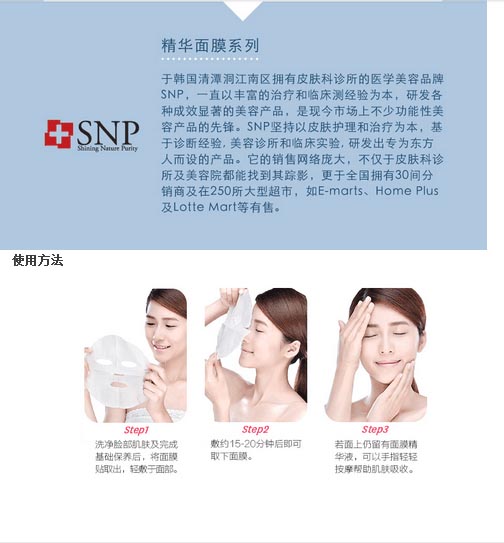 精华面膜系列
于韩国清潭洞江南区拥有皮肤科诊所的医学美容品牌
SNP，一直以丰富的治疗和临床测经验为本，研发各
种成效显著的美容产品，是现今市场上不少功能性美
容产品的先锋。SNP坚持以皮肤护理和治疗为本，基
于诊断经验, 美容诊所和临床实验, 研发出专为东方
人而设的产品。它的销售网络庞大，不仅于皮肤科诊
所及美容院都能找到其踪影，更于全国拥有30间分
销商及在250所大型超市，如E-marts、Home Plus
及Lotte Mart等有售。
SNP
Shining Nature Purity
使用方法
Step1
洗净脸部肌肤及完成
基础保养后，将面膜
贴取出，轻敷于面部。
Step2
敷约15-20分钟后即可
取下面膜。
Step3
若面上仍留有面膜精
华液，可以手指轻轻
按摩帮助肌肤吸收。